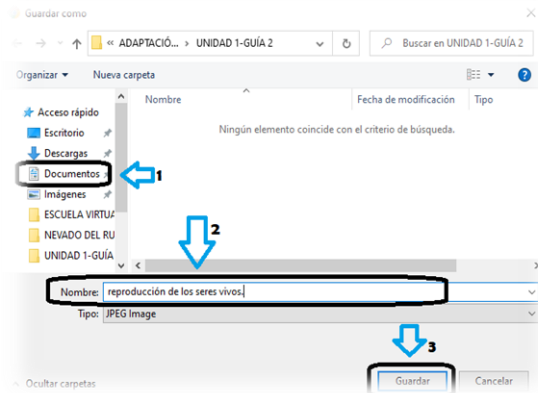 Guardar como
« ADAPTACIÓ... › UNIDAD 1-GUÍA 2
Buscar en UNIDAD 1-GUÍA 2
Organizar Nueva carpeta
Nombre Fecha de modificación Tipo
Acceso rápido
Ningún elemento coincide con el criterio de búsqueda.
Escritorio
Descargas
Documentos 1
Imágenes
ESCUELA VIRTUA
NEVADO DEL RU
UNIDAD 1-GUÍA
2
Nombre: reproducción de los seres vivos.
Tipo: JPEG Image
3
Ocultar carpetas Guardar Cancelar